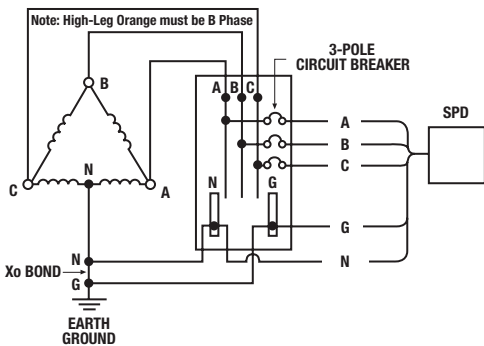 Note: High-Leg Orange must be B Phase
3-POLE
CIRCUIT BREAKER
B
A B C
A
SPD
B
N
C
C
A
N
G
G
N
N
Xo BOND
G
EARTH
GROUND